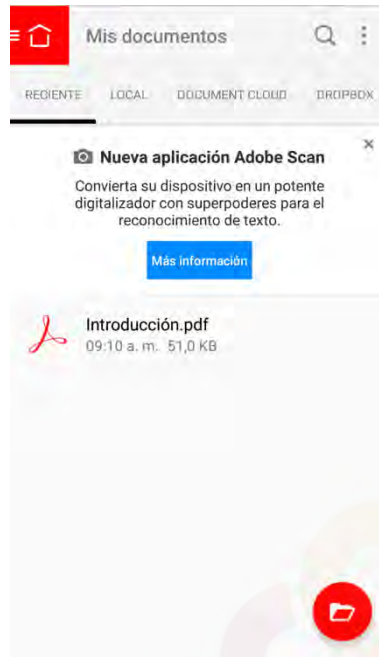 Mis documentos
RECIENTE LOCAL DOCUMENT CLOUD DROPBOX
Nueva aplicación Adobe Scan
Convierta su dispositivo en un potente
digitalizador con superpoderes para el
reconocimiento de texto.
Más información
Introducción.pdf
09:10 a. m. 51,0 KB